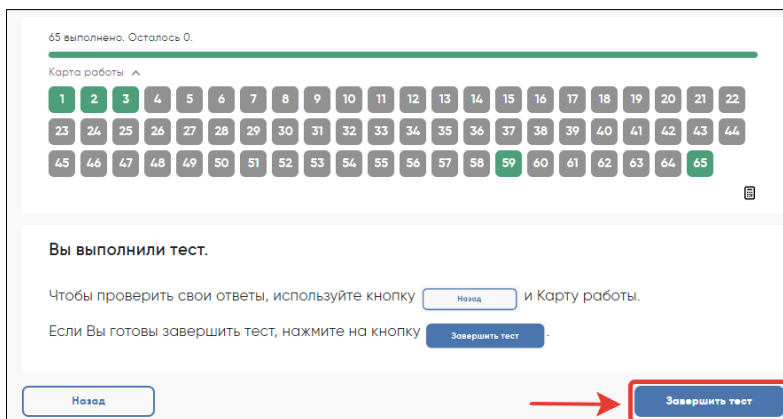 65 выполнено. Осталось 0.
Карта работы
1 2 3 4 5 6 7 8 9 10 11 12 13 14 15 16 17 18 19 20 21 22
23 24 25 26 27 28 29 30 31 32 33 34 35 36 37 38 39 40 41 42 43 44
45 46 47 48 49 50 51 52 53 54 55 56 57 58 59 60 61 62 63 64 65
Вы выполнили тест.
Чтобы проверить свои ответы, используйте кнопку Назад и Карту работы.
Если Вы готовы завершить тест, нажмите на кнопку Завершить тест .
Назад Завершить тест